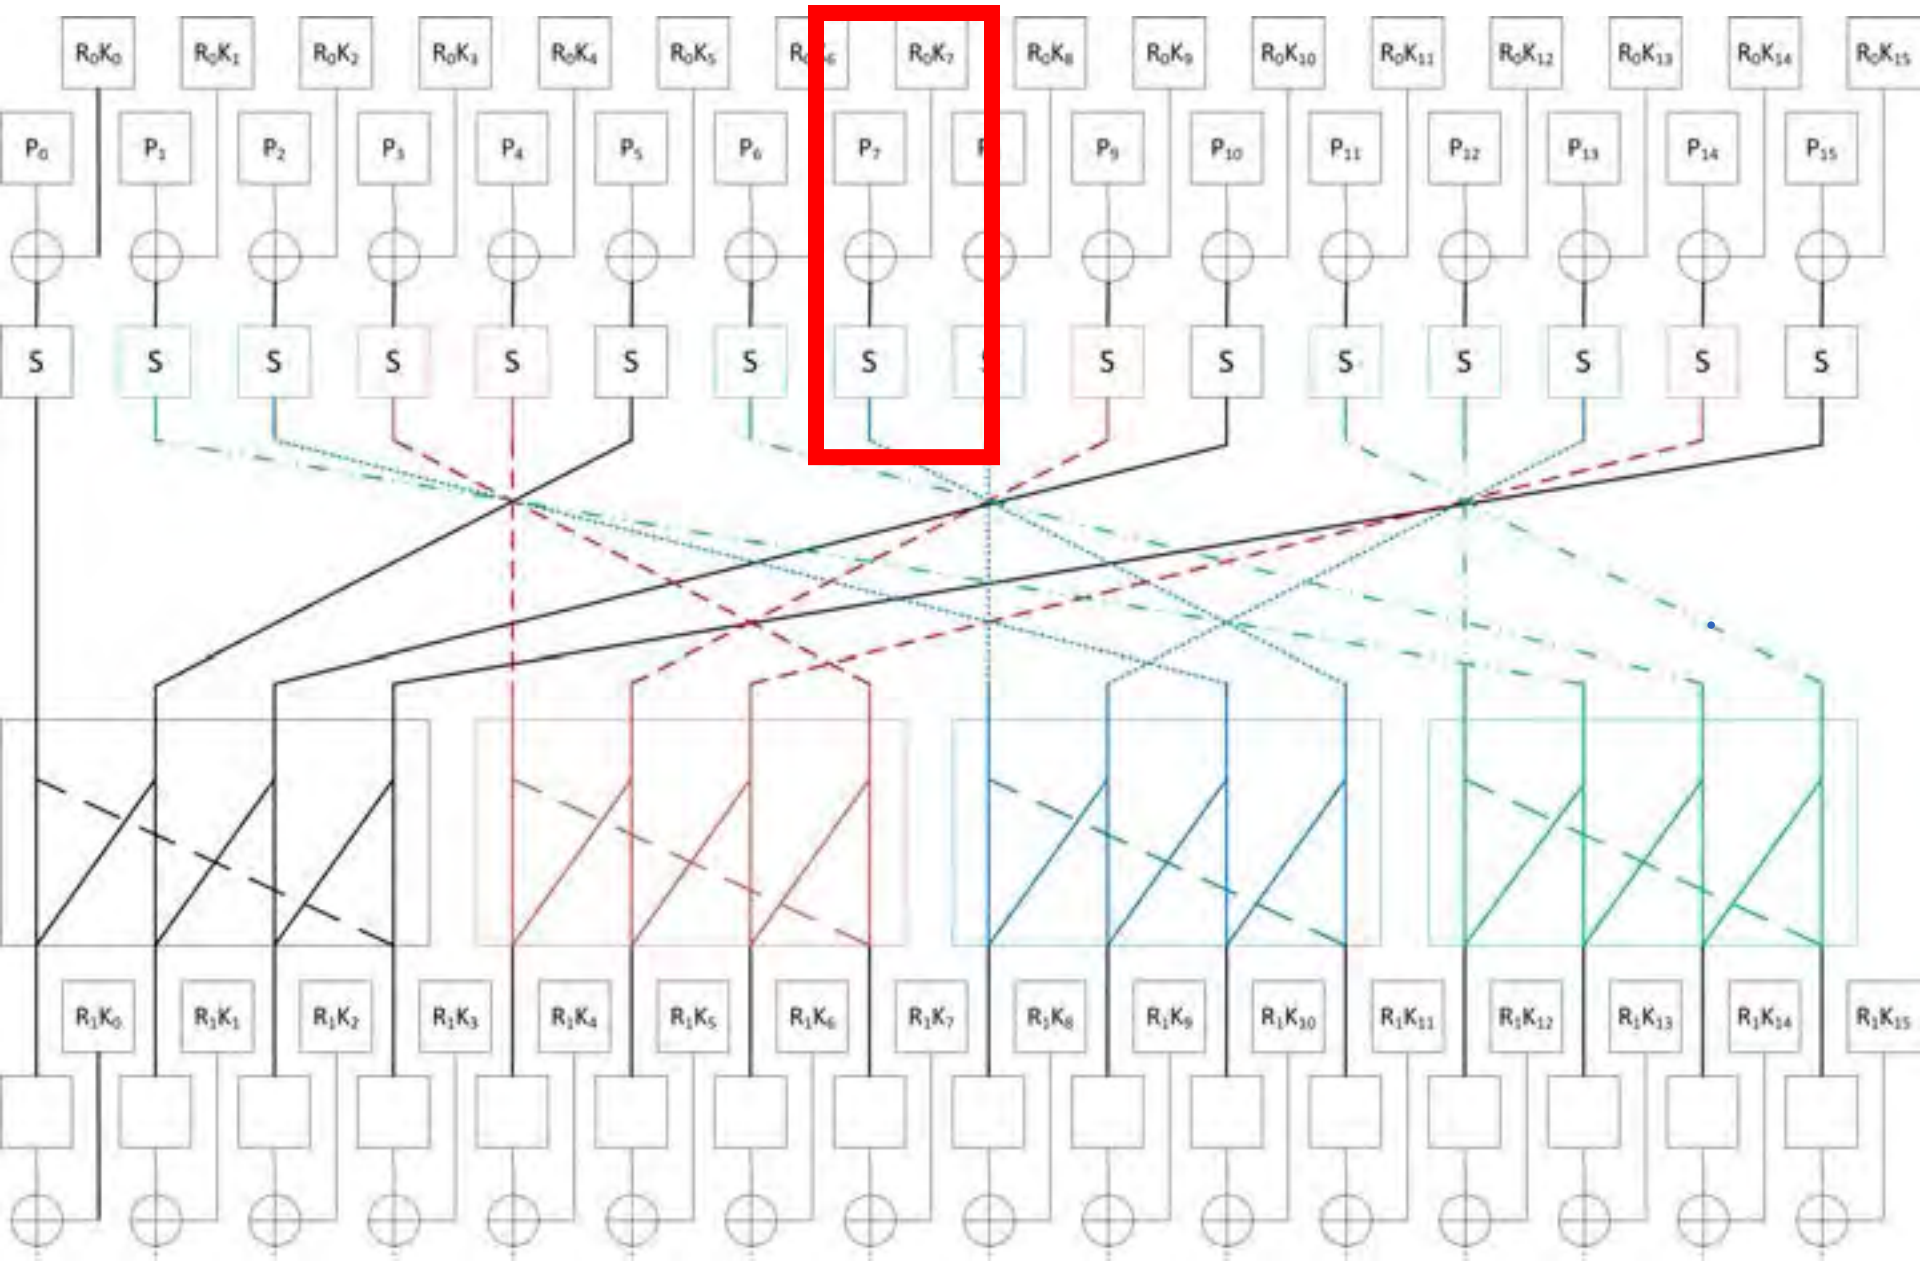 R₀K₀ R₀K₁ R₀K₂ R₀K₃ R₀K₄ R₀K₅ R₀K₇ R₀K₈ R₀K₉ R₀K₁₀ R₀K₁₁ R₀K₁₂ R₀K₁₃ R₀K₁₄ R₀K₁₅
P₀ P₁ P₂ P₃ P₄ P₅ P₆ P₇ P₉ P₁₀ P₁₁ P₁₂ P₁₃ P₁₄ P₁₅
S S S S S S S S S S S S S S S
R₁K₀ R₁K₁ R₁K₂ R₁K₃ R₁K₄ R₁K₅ R₁K₆ R₁K₇ R₁K₈ R₁K₉ R₁K₁₀ R₁K₁₁ R₁K₁₂ R₁K₁₃ R₁K₁₄ R₁K₁₅